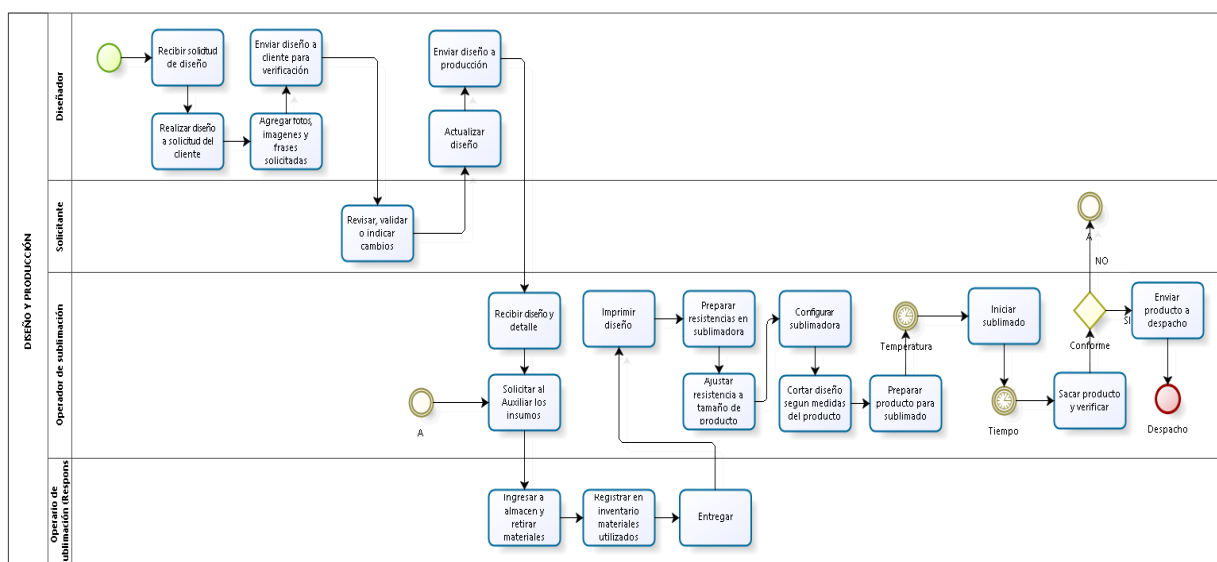 DISEÑO Y PRODUCCIÓN
Diseñador
Recibir solicitud
de diseño
Realizar diseño
a solicitud del
cliente
Enviar diseño a
cliente para
verificación
Agregar fotos,
imagenes y
frases
solicitadas
Enviar diseño a
producción
Actualizar
diseño
Solicitante
Revisar, validar
o indicar
cambios
A
NO
Operador de sublimación
Recibir diseño y
detalle
Solicitar al
Auxiliar los
insumos
A
Imprimir
diseño
Preparar
resistencias en
sublimadora
Ajustar
resistencia a
tamaño de
producto
Configurar
sublimadora
Cortar diseño
segun medidas
del producto
Preparar
producto para
sublimado
Temperatura
Iniciar
sublimado
Tiempo
Sacar producto
y verificar
Conforme
SI
Enviar
producto a
despacho
Despacho
Operario de
sublimación (Respons
Ingresar a
almacen y
retirar
materiales
Registrar en
inventario
materiales
utilizados
Entregar